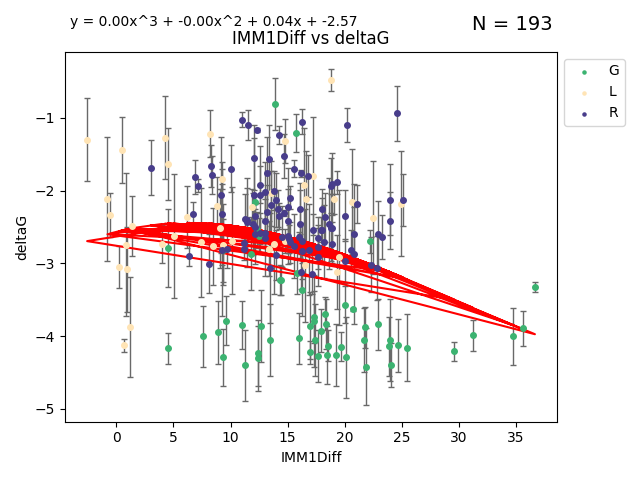 y = 0.00x^3 + -0.00x^2 + 0.04x + -2.57
N = 193
IMM1Diff vs deltaG
G
L
R
deltaG
−1
−2
−3
−4
−5
0 5 10 15 20 25 30 35
IMM1Diff